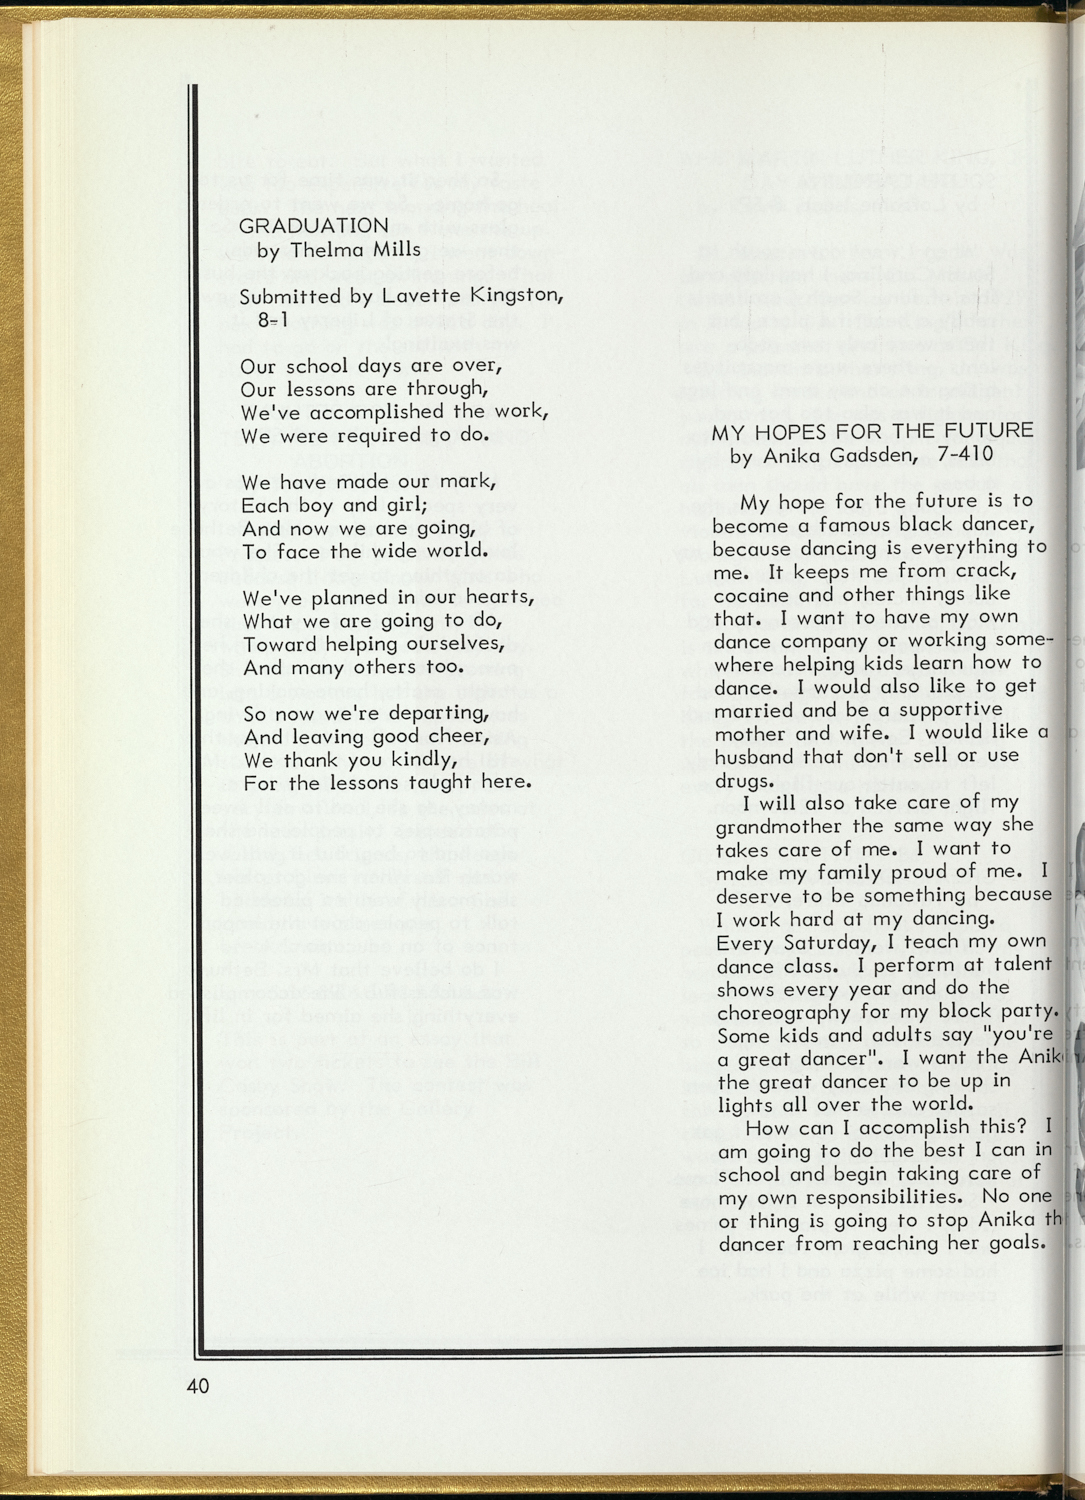 GRADUATION
by Thelma Mills
Submitted by Lavette Kingston,
8-1
Our school days are over,
Our lessons are through,
We've accomplished the work,
We were required to do.
We have made our mark,
Each boy and girl;
And now we are going,
To face the wide world.
We've planned in our hearts,
What we are going to do,
Toward helping ourselves,
And many others too.
So now we're departing,
And leaving good cheer,
We thank you kindly,
For the lessons taught here.
MY HOPES FOR THE FUTURE
by Anika Gadsden, 7-410
My hope for the future is to
become a famous black dancer,
because dancing is everything to
me. It keeps me from crack,
cocaine and other things like
that. I want to have my own
dance company or working some-
where helping kids learn how to
dance. I would also like to get
married and be a supportive
mother and wife. I would like a
husband that don't sell or use
drugs.
I will also take care of my
grandmother the same way she
takes care of me. I want to
make my family proud of me. I
deserve to be something because
I work hard at my dancing.
Every Saturday, I teach my own
dance class. I perform at talent
shows every year and do the
choreography for my block party.
Some kids and adults say "you're
a great dancer". I want the Anik
the great dancer to be up in
lights all over the world.
How can I accomplish this? I
am going to do the best I can in
school and begin taking care of
my own responsibilities. No one
or thing is going to stop Anika th
dancer from reaching her goals.
40